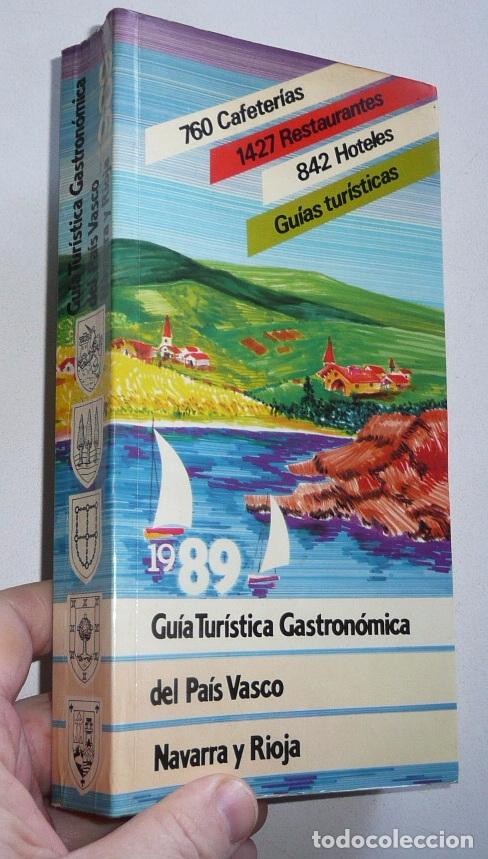 760 Cafeterías
1427 Restaurantes
842 Hoteles
Guías turísticas
1989
Guía Turística Gastronómica
del País Vasco
Navarra y Rioja
Guía Turística Gastronómica
del País Vasco
Navarra y Rioja
todocoleccion